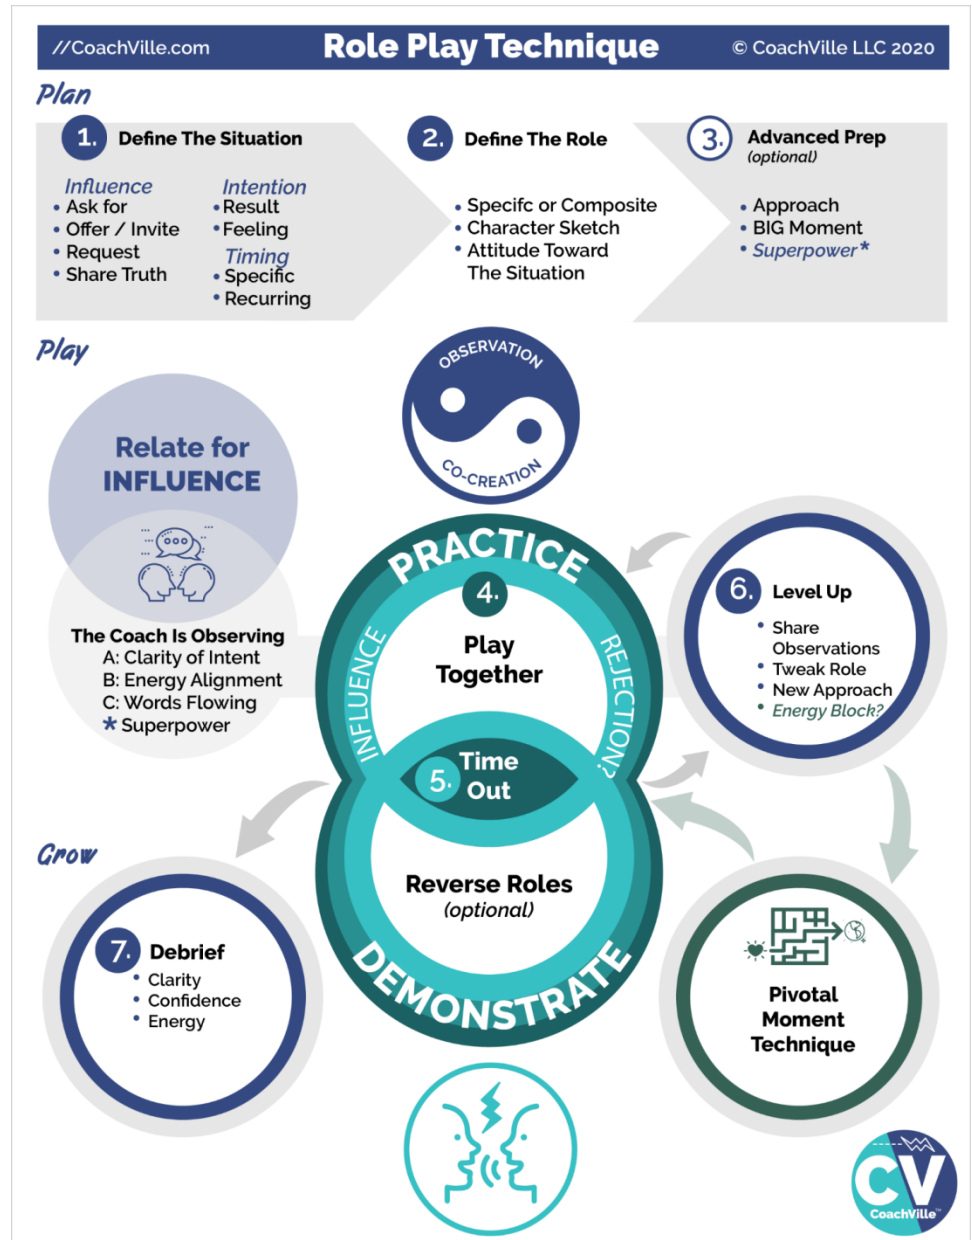 //CoachVille.com
Role Play Technique
© CoachVille LLC 2020
Plan
1. Define The Situation
Influence
• Ask for
• Offer / Invite
• Request
• Share Truth
Intention
• Result
• Feeling
Timing
• Specific
• Recurring
2. Define The Role
• Specifc or Composite
• Character Sketch
• Attitude Toward
The Situation
3. Advanced Prep
(optional)
• Approach
• BIG Moment
• Superpower*
Play
OBSERVATION
CO-CREATION
Relate for
INFLUENCE
The Coach Is Observing
A: Clarity of Intent
B: Energy Alignment
C: Words Flowing
* Superpower
PRACTICE
4.
Play
Together
INFLUENCE
REJECTION?
5. Time
Out
Reverse Roles
(optional)
DEMONSTRATE
6. Level Up
• Share
Observations
• Tweak Role
• New Approach
• Energy Block?
Grow
7. Debrief
• Clarity
• Confidence
• Energy
Pivotal
Moment
Technique
CV
CoachVille™